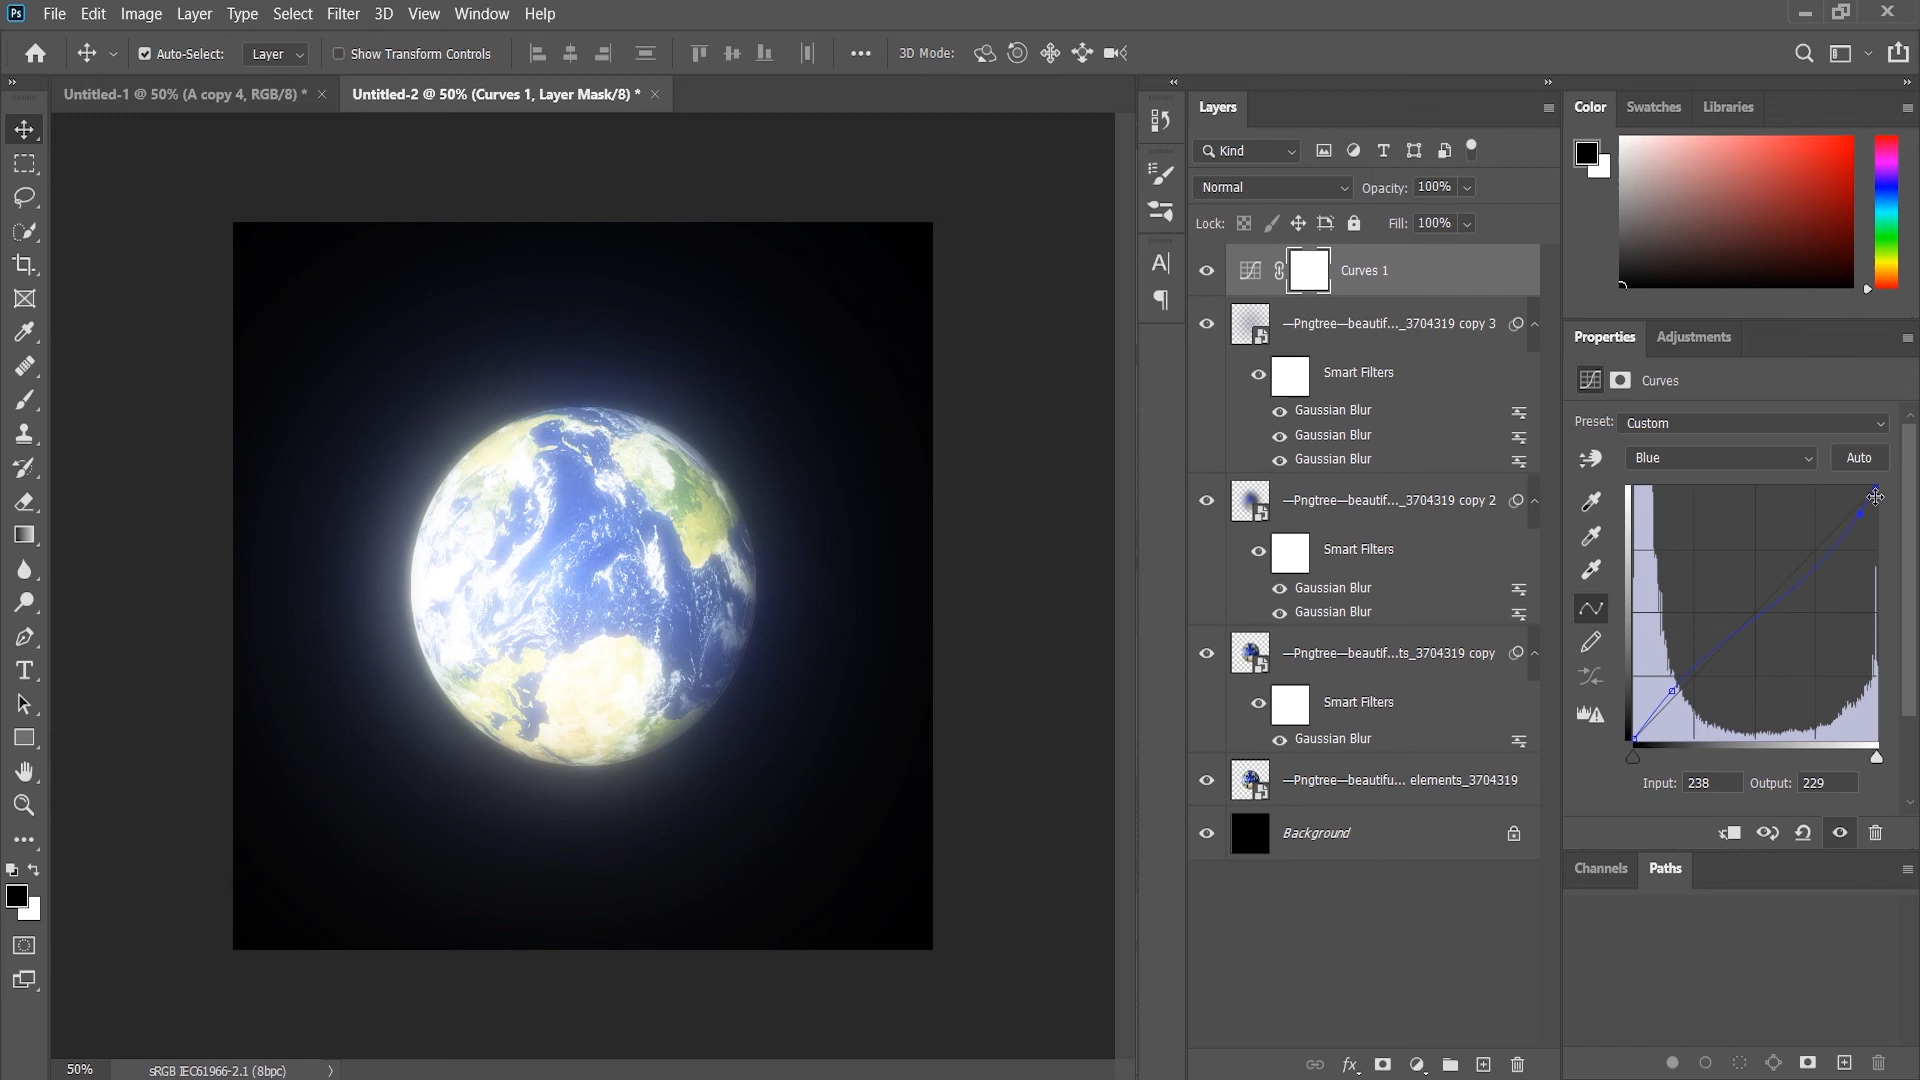 Ps File Edit Image Layer Type Select Filter 3D View Window Help
Auto-Select: Layer Show Transform Controls 3D Mode:
Untitled-1 @ 50% (A copy 4, RGB/8) *
Untitled-2 @ 50% (Curves 1, Layer Mask/8) *
Layers
Kind
Normal Opacity: 100%
Lock: Fill: 100%
Curves 1
—Pngtree—beautif..._3704319 copy 3
Smart Filters
Gaussian Blur
Gaussian Blur
Gaussian Blur
—Pngtree—beautif..._3704319 copy 2
Smart Filters
Gaussian Blur
Gaussian Blur
—Pngtree—beautif...ts_3704319 copy
Smart Filters
Gaussian Blur
—Pngtree—beautifu... elements_3704319
Background
fx
Color Swatches Libraries
Properties Adjustments
Curves
Preset: Custom
Blue Auto
Input: 238 Output: 229
Channels Paths
50% sRGB IEC61966-2.1 (8bpc)